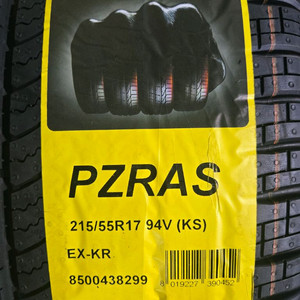 PZRAS
215/55R17 94V (KS)
EX-KR
8500438299
8 019227 390452